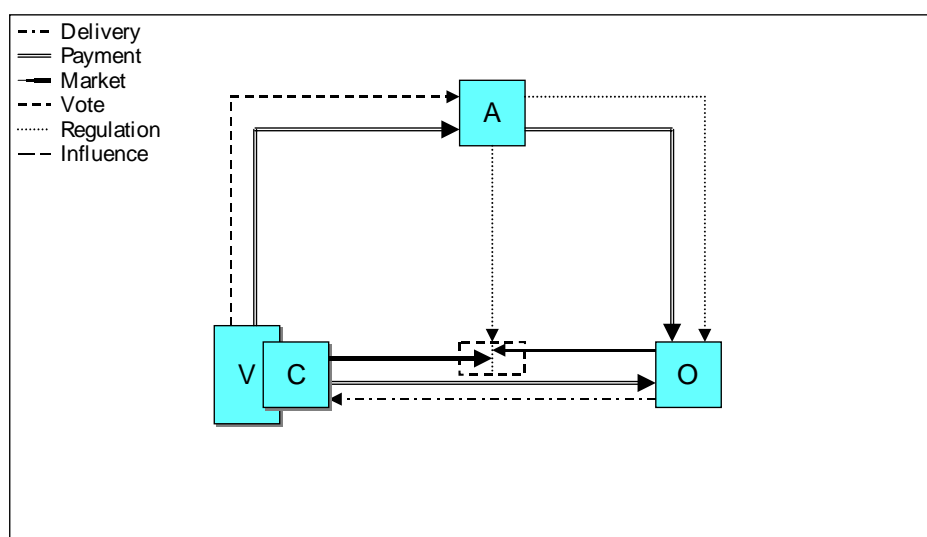 Delivery
Payment
Market
Vote
Regulation
Influence
A
V
C
O